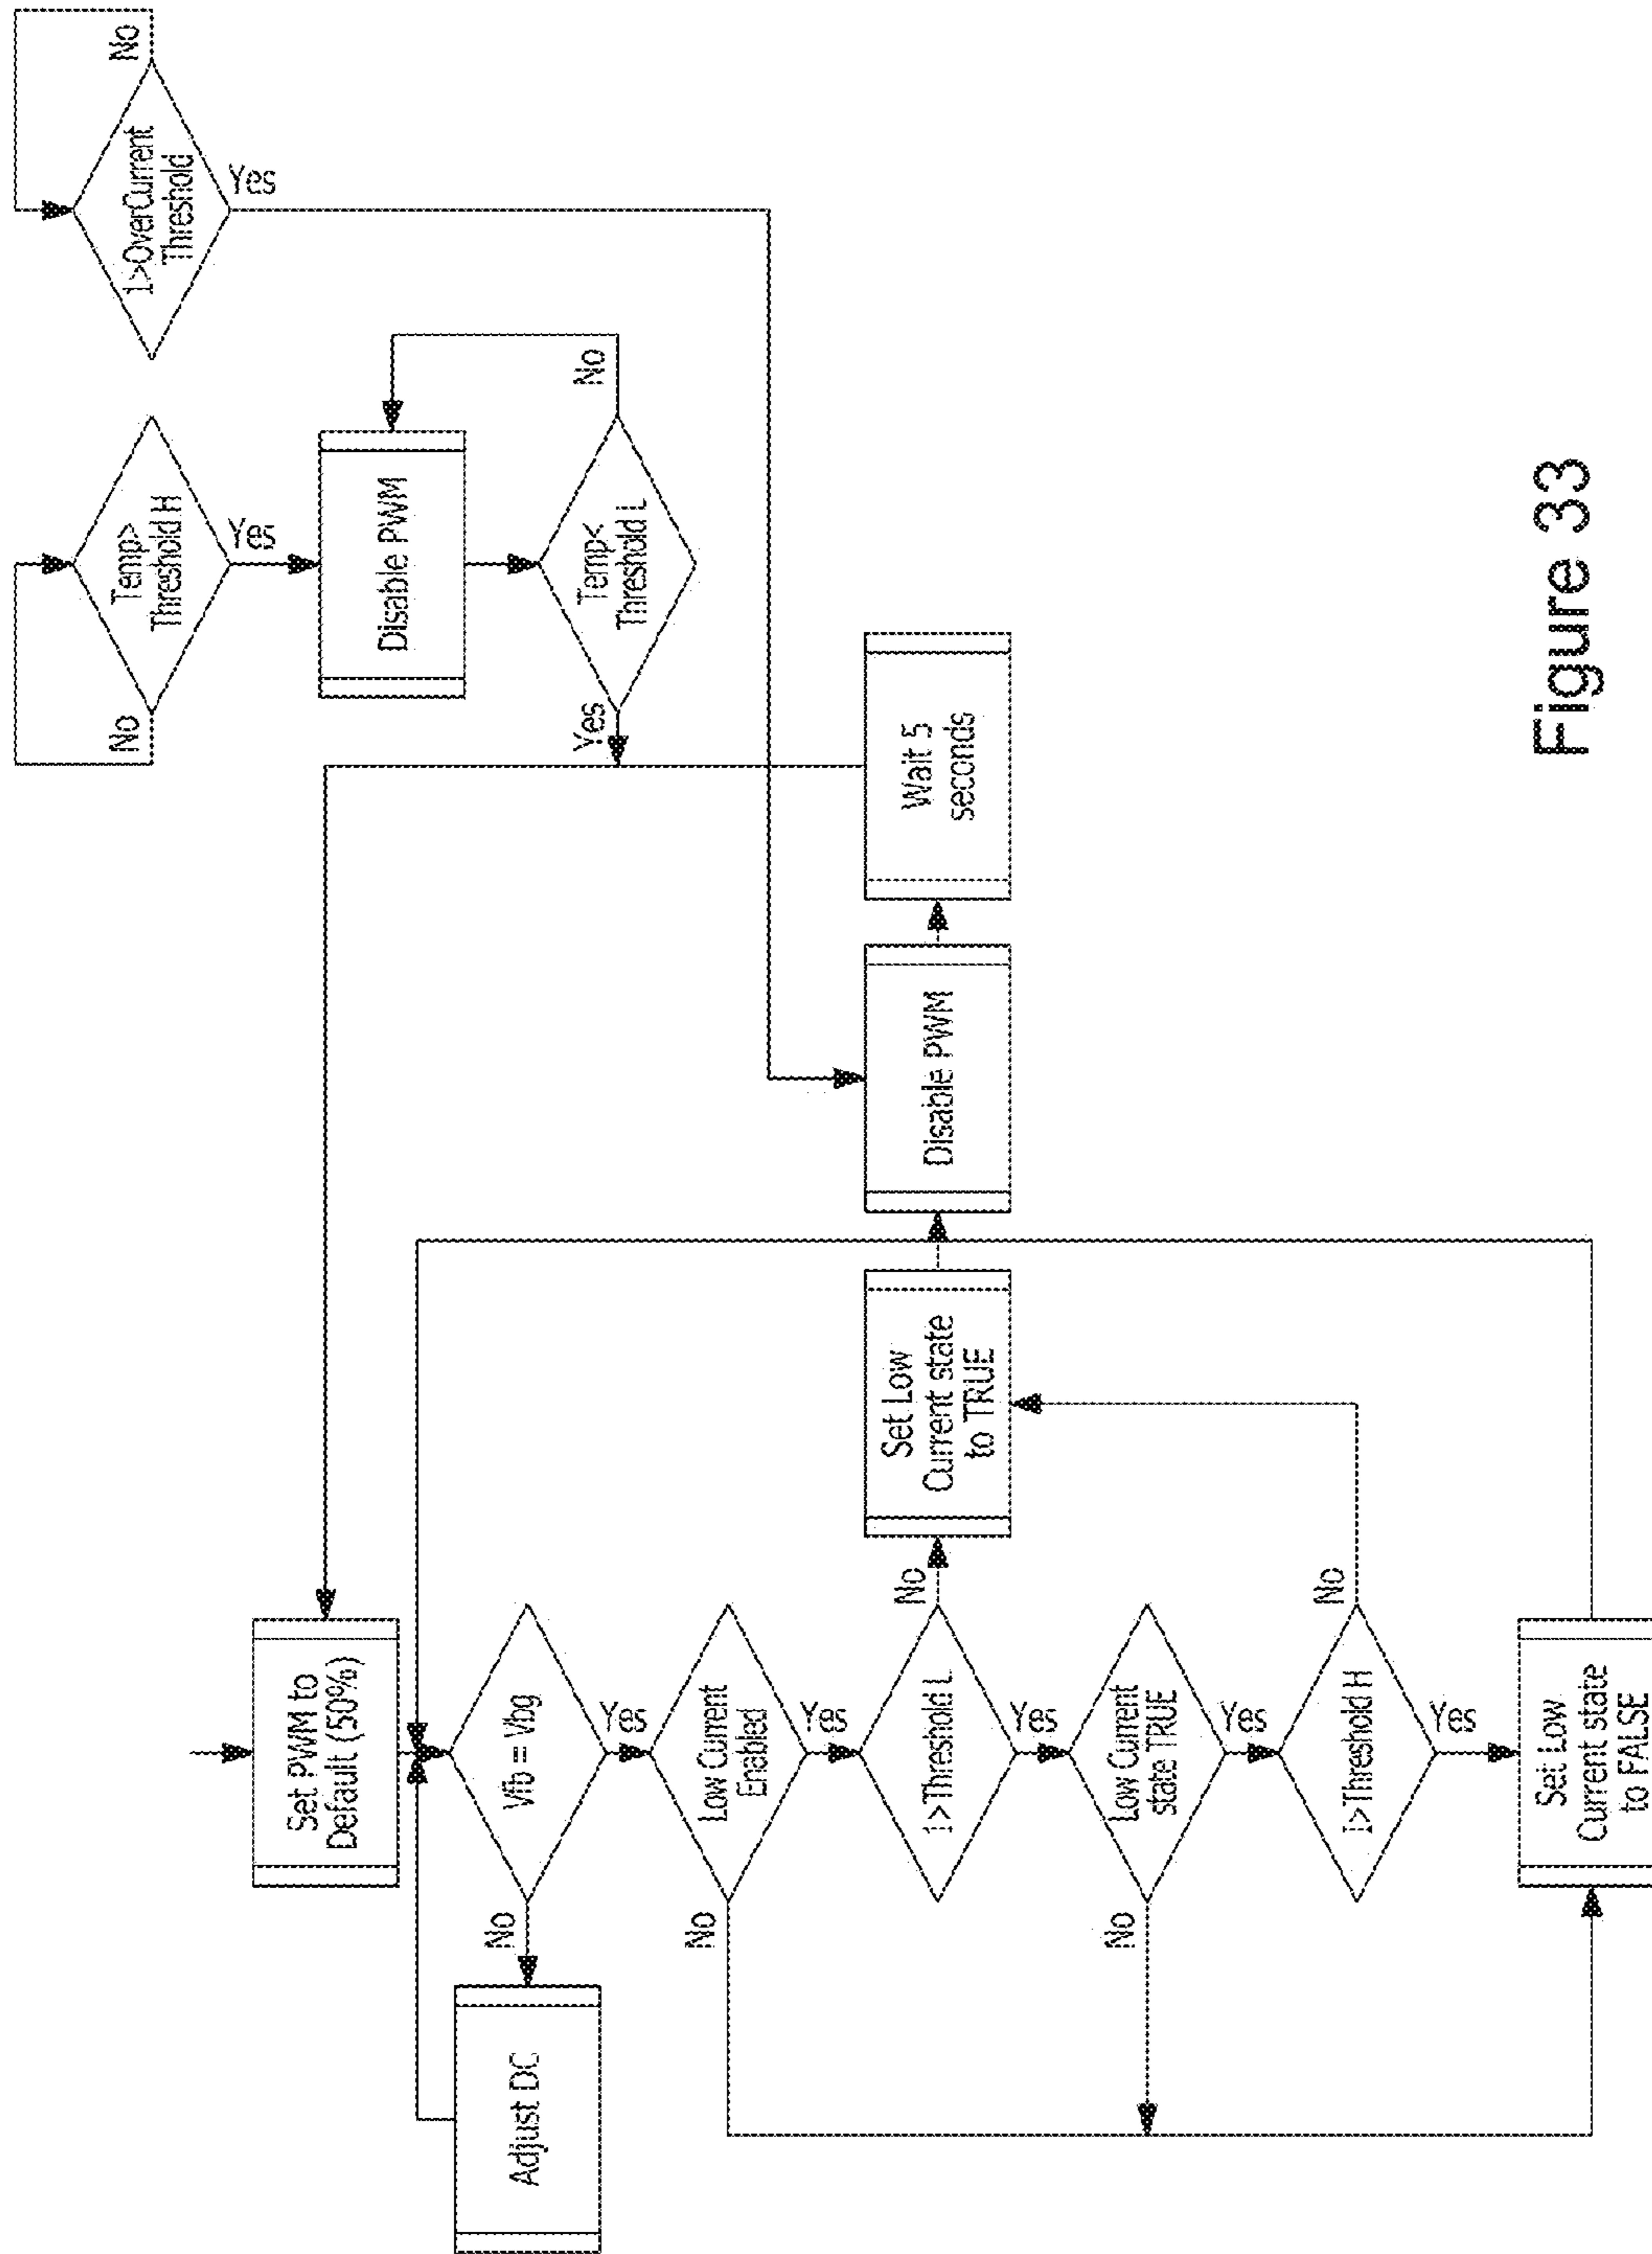 Set PWM to
Default (50%)
Vfb = Vbg
No
Yes
Adjust DC
Low Current
Enabled
No
Yes
1>Threshold L
No
Yes
Set Low
Current state
to TRUE
Low Current
state TRUE
No
Yes
I>Threshold H
No
Yes
Set Low
Current state
to FALSE
Disable PWM
Wait 5
seconds
Temp>
Threshold H
No
Yes
Disable PWM
Temp<
Threshold L
Yes
No
1>OverCurrent
Threshold
No
Yes
Figure 33